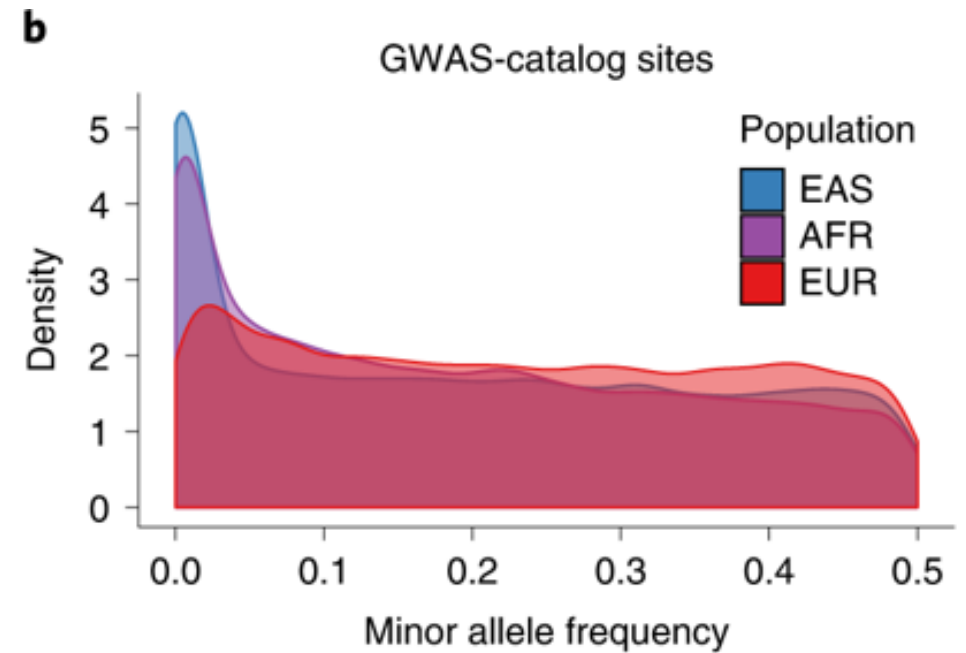 b
GWAS-catalog sites
Population
EAS
AFR
EUR
Density
5
4
3
2
1
0
0.0 0.1 0.2 0.3 0.4 0.5
Minor allele frequency